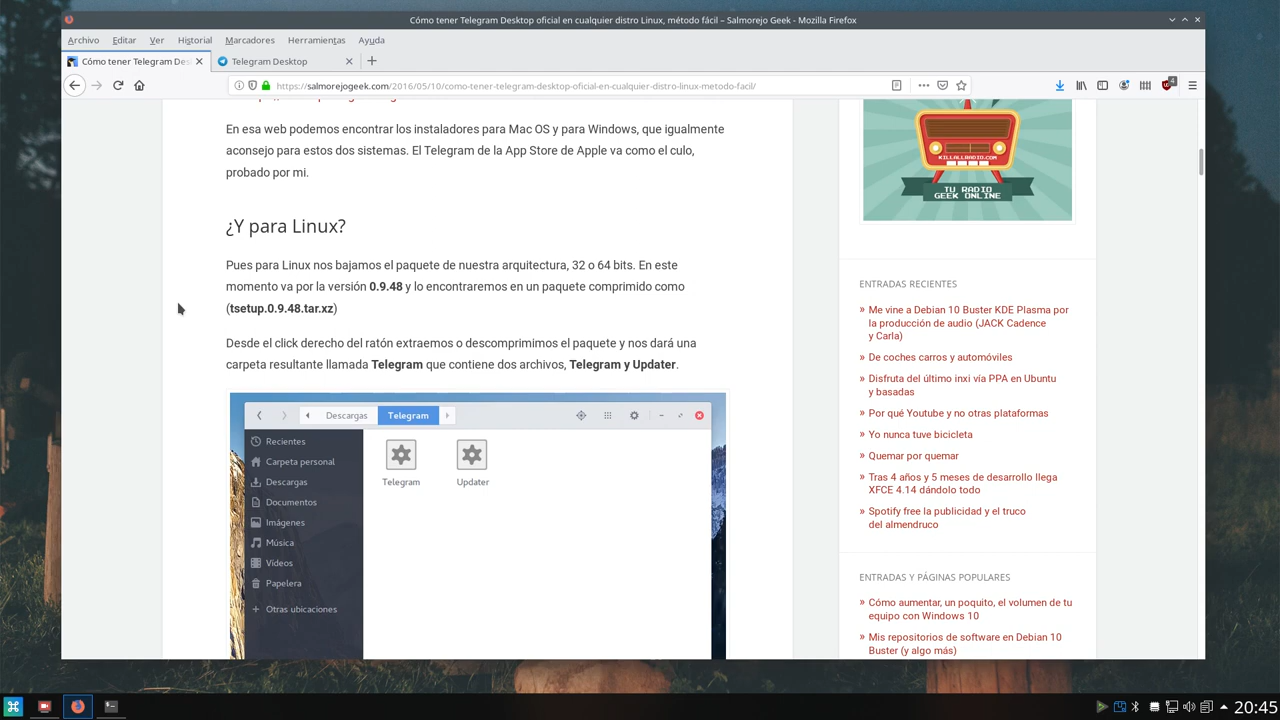 Cómo tener Telegram Desktop oficial en cualquier distro Linux, método fácil – Salmorejo Geek - Mozilla Firefox
Archivo Editar Ver Historial Marcadores Herramientas Ayuda
Cómo tener Telegram Des
Telegram Desktop
https://salmorejogeek.com/2016/05/10/como-tener-telegram-desktop-oficial-en-cualquier-distro-linux-metodo-facil/
4
En esa web podemos encontrar los instaladores para Mac OS y para Windows, que igualmente
aconsejo para estos dos sistemas. El Telegram de la App Store de Apple va como el culo,
probado por mi.
¿Y para Linux?
Pues para Linux nos bajamos el paquete de nuestra arquitectura, 32 o 64 bits. En este
momento va por la versión 0.9.48 y lo encontraremos en un paquete comprimido como
(tsetup.0.9.48.tar.xz)
Desde el click derecho del ratón extraemos o descomprimimos el paquete y nos dará una
carpeta resultante llamada Telegram que contiene dos archivos, Telegram y Updater.
Descargas
Telegram
Recientes
Carpeta personal
Descargas
Documentos
Imágenes
Música
Vídeos
Papelera
Otras ubicaciones
Telegram
Updater
KILLALLRADIO.COM
TU RADIO
GEEK ONLINE
ENTRADAS RECIENTES
» Me vine a Debian 10 Buster KDE Plasma por
la producción de audio (JACK Cadence
y Carla)
» De coches carros y automóviles
» Disfruta del último inxi vía PPA en Ubuntu
y basadas
» Por qué Youtube y no otras plataformas
» Yo nunca tuve bicicleta
» Quemar por quemar
» Tras 4 años y 5 meses de desarrollo llega
XFCE 4.14 dándolo todo
» Spotify free la publicidad y el truco
del almendruco
ENTRADAS Y PÁGINAS POPULARES
» Cómo aumentar, un poquito, el volumen de tu
equipo con Windows 10
» Mis repositorios de software en Debian 10
Buster (y algo más)
20:45